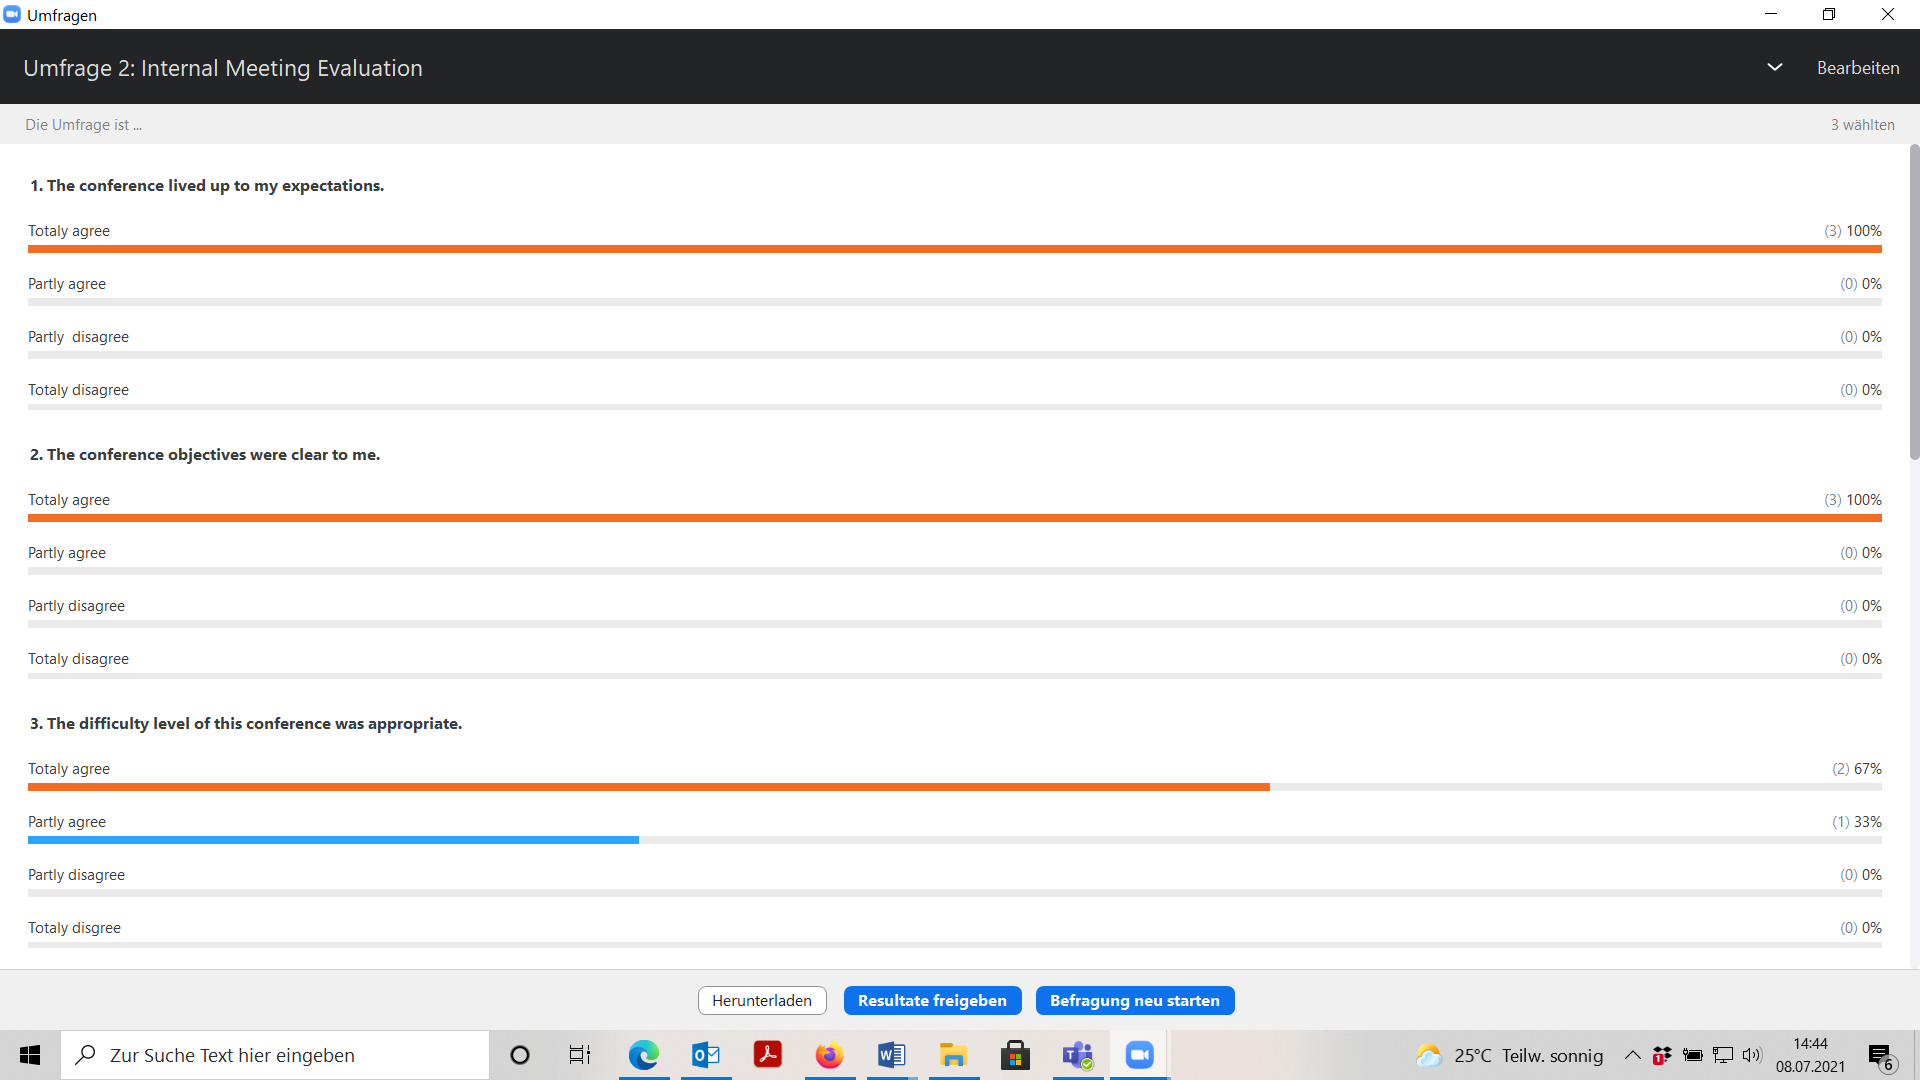 Umfragen
Umfrage 2: Internal Meeting Evaluation
Bearbeiten
Die Umfrage ist ...
3 wählten
1. The conference lived up to my expectations.
Totaly agree (3) 100%
Partly agree (0) 0%
Partly  disagree (0) 0%
Totaly disagree (0) 0%
2. The conference objectives were clear to me.
Totaly agree (3) 100%
Partly agree (0) 0%
Partly disagree (0) 0%
Totaly disagree (0) 0%
3. The difficulty level of this conference was appropriate.
Totaly agree (2) 67%
Partly agree (1) 33%
Partly disagree (0) 0%
Totaly disgree (0) 0%
Herunterladen
Resultate freigeben
Befragung neu starten
Zur Suche Text hier eingeben
25°C Teilw. sonnig
1
14:44
08.07.2021
6